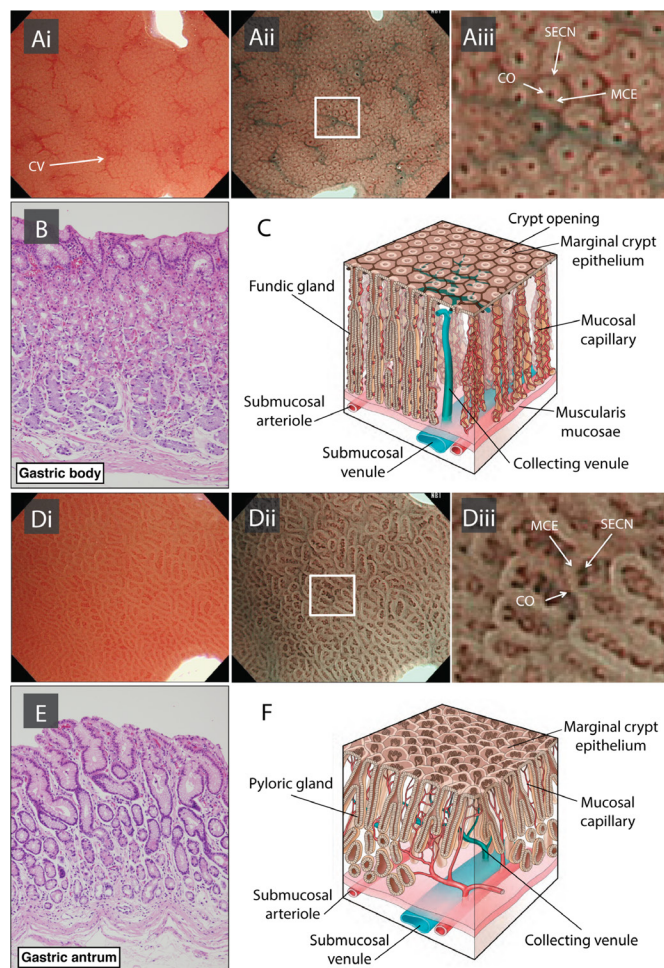 Ai
CV
Aii
NBI
Aiii
SECN
CO
MCE
B
Gastric body
C
Crypt opening
Marginal crypt
epithelium
Fundic gland
Mucosal
capillary
Submucosal
arteriole
Muscularis
mucosae
Submucosal
venule
Collecting venule
Di
Dii
NBI
Diii
MCE
SECN
CO
E
Gastric antrum
F
Marginal crypt
epithelium
Pyloric gland
Mucosal
capillary
Submucosal
arteriole
Submucosal
venule
Collecting venule